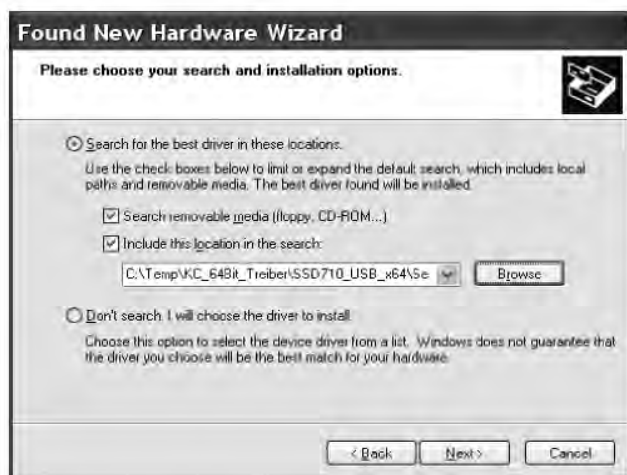 Found New Hardware Wizard
Please choose your search and installation options.
Search for the best driver in these locations.
Use the check boxes below to limit or expand the default search, which includes local
paths and removable media. The best driver found will be installed.
Search removable media (floppy, CD-ROM...)
Include this location in the search:
C:\Temp\KC_64Bit_Treiber\SSD710_USB_x64\Se
Browse
Don't search. I will choose the driver to install.
Choose this option to select the device driver from a list. Windows does not guarantee that
the driver you choose will be the best match for your hardware.
< Back Next > Cancel